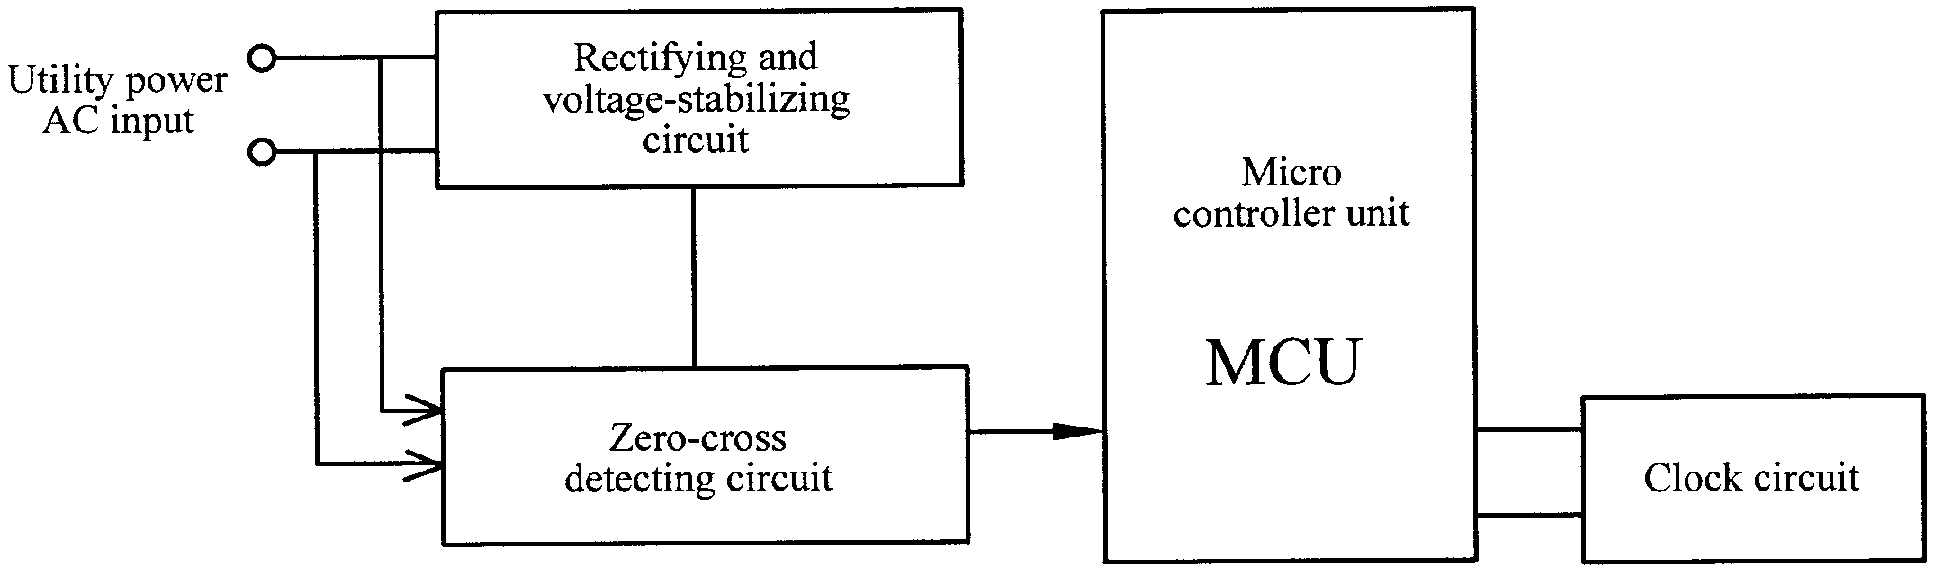 Utility power
AC input
Rectifying and
voltage-stabilizing
circuit
Micro
controller unit
MCU
Zero-cross
detecting circuit
Clock circuit